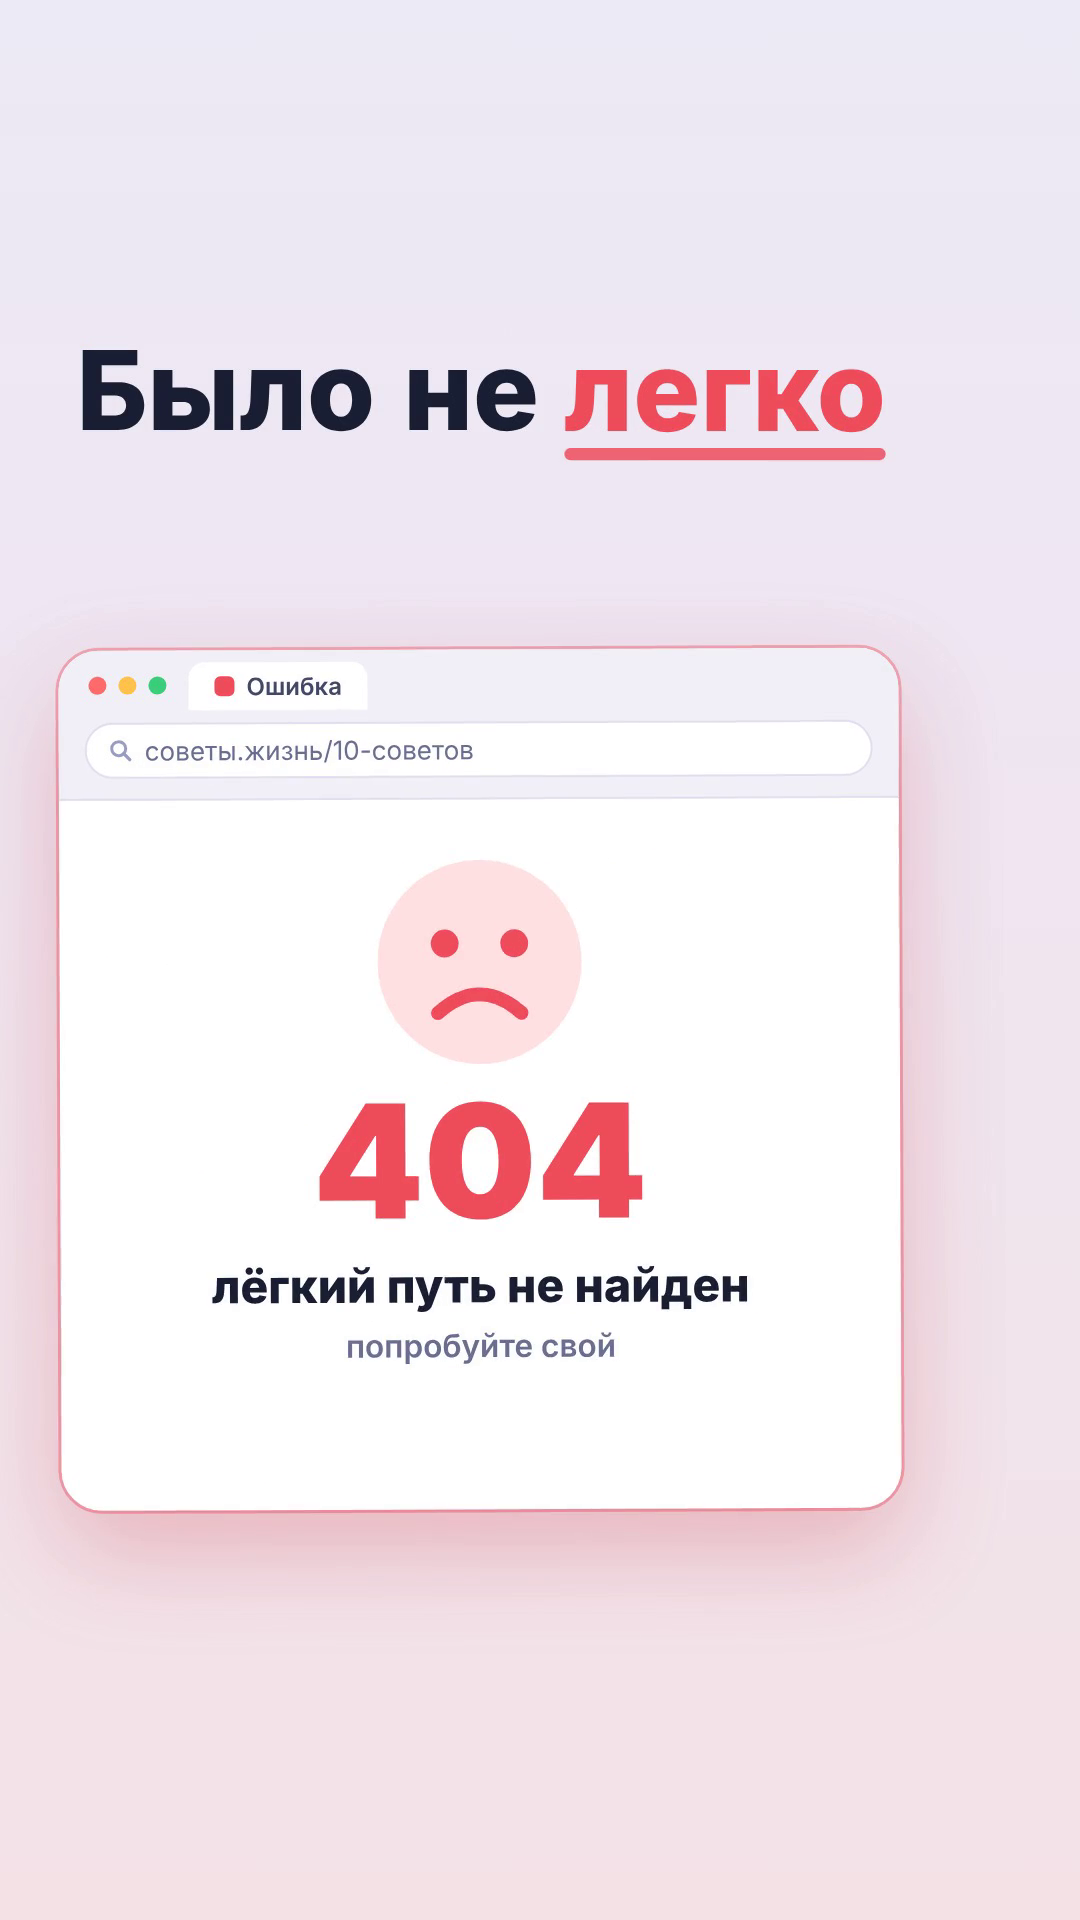 Было не легко
Ошибка
советы.жизнь/10-советов
404
лёгкий путь не найден
попробуйте свой